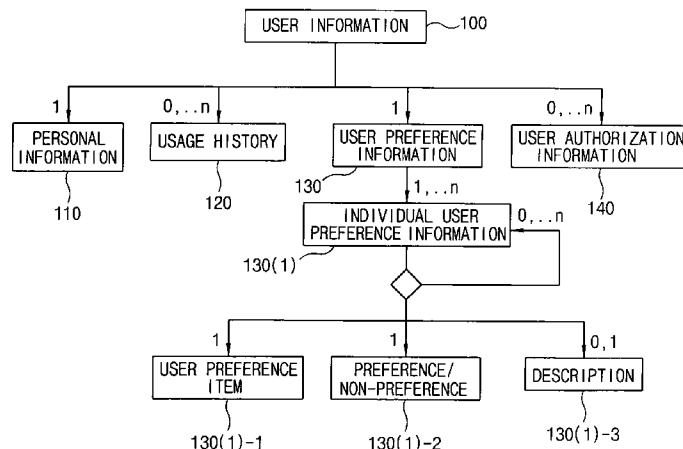 USER INFORMATION
100
1
0,..n
1
0,..n
PERSONAL
INFORMATION
USAGE HISTORY
USER PREFERENCE
INFORMATION
USER AUTHORIZATION
INFORMATION
110
120
130
140
1,..n
INDIVIDUAL USER
PREFERENCE INFORMATION
0,..n
130(1)
1
1
0,1
USER PREFERENCE
ITEM
PREFERENCE/
NON-PREFERENCE
DESCRIPTION
130(1)-1
130(1)-2
130(1)-3